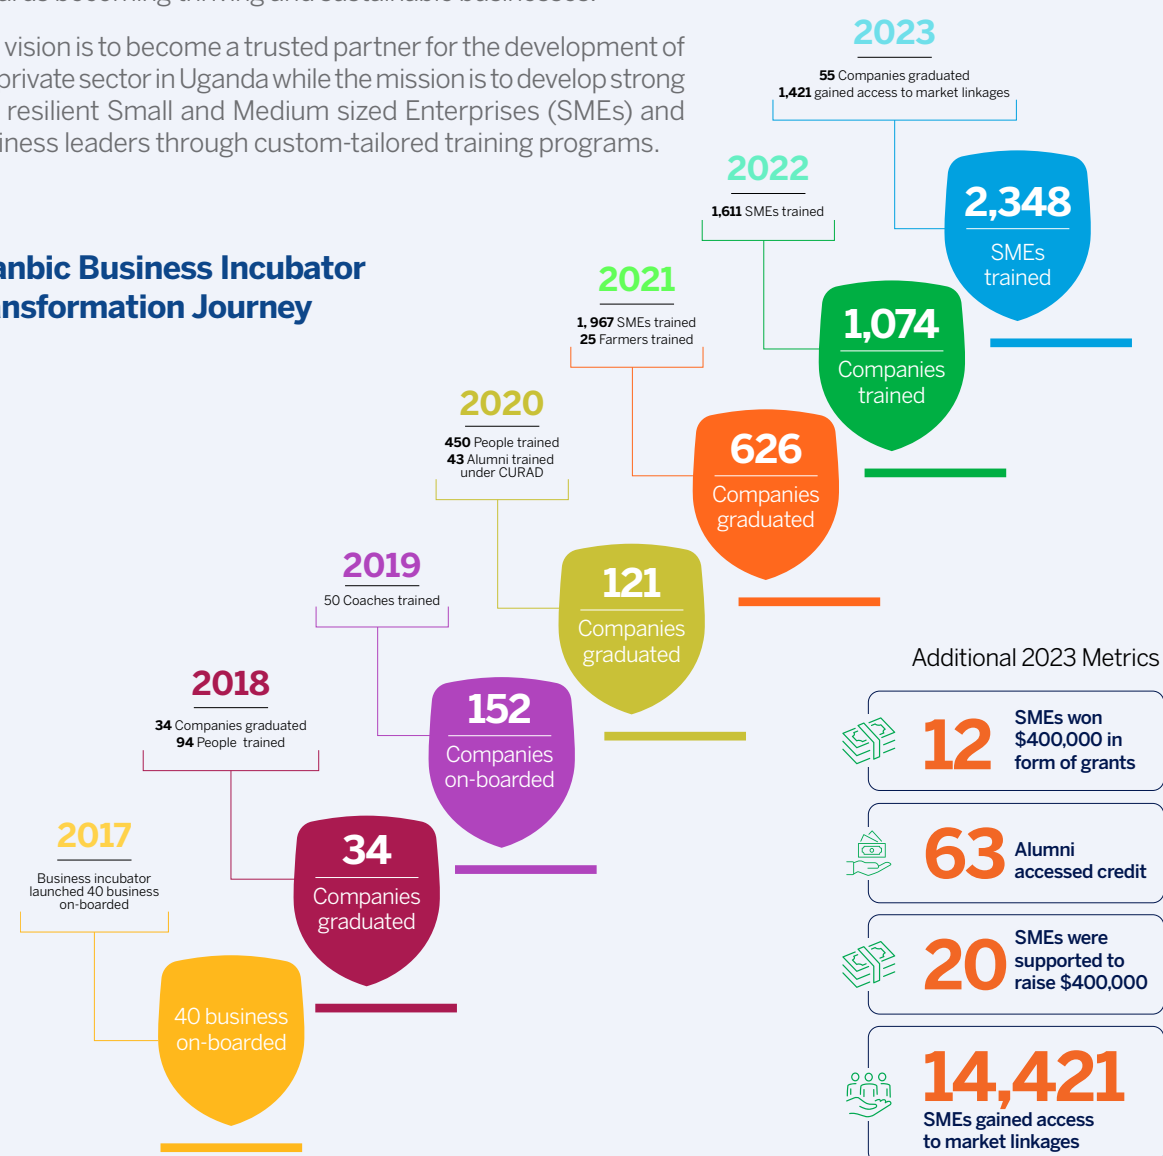 becoming thriving and sustainable businesses.
vision is to become a trusted partner for the development of
private sector in Uganda while the mission is to develop strong
resilient Small and Medium sized Enterprises (SMEs) and
leaders through custom-tailored training programs.
Business Incubator
Journey
2023
55 Companies graduated
1,421 gained access to market linkages
2,348
SMEs
trained
2022
1,611 SMEs trained
1,074
Companies
trained
2021
1, 967 SMEs trained
25 Farmers trained
626
Companies
graduated
2020
450 People trained
43 Alumni trained
under CURAD
121
Companies
graduated
2019
50 Coaches trained
152
Companies
on-boarded
2018
34 Companies graduated
94 People trained
34
Companies
graduated
2017
Business incubator
launched 40 business
on-boarded
40 business
on-boarded
Additional 2023 Metrics
12
SMEs won
$400,000 in
form of grants
63
Alumni
accessed credit
20
SMEs were
supported to
raise $400,000
14,421
SMEs gained access
to market linkages